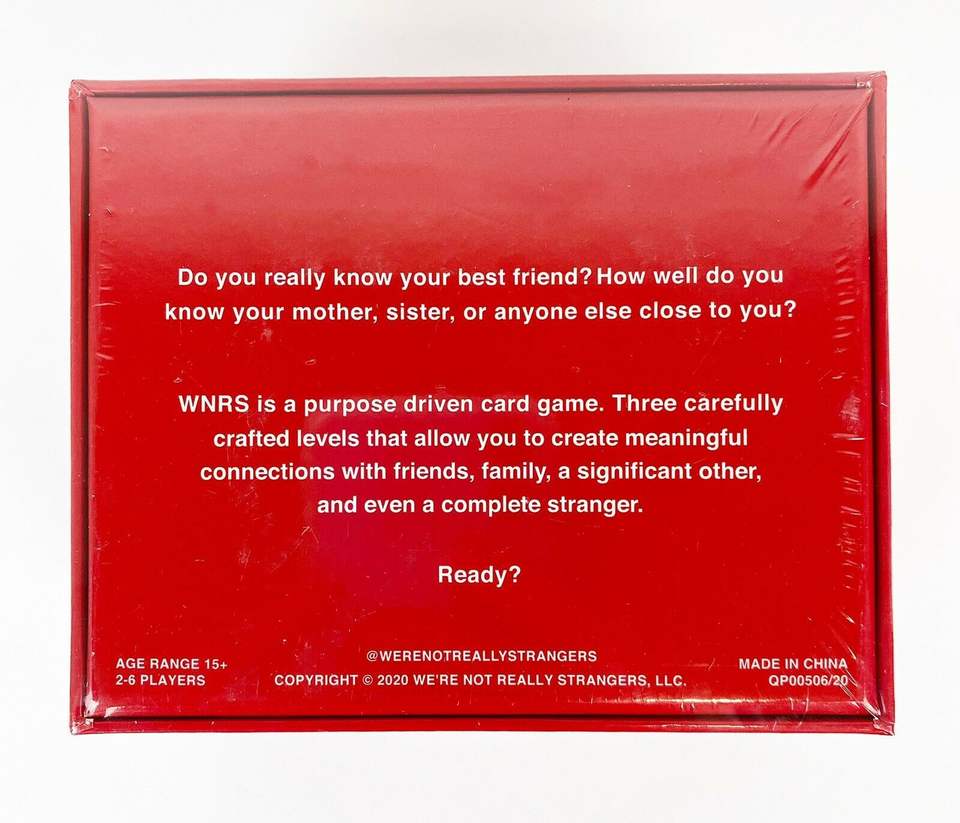 Do you really know your best friend? How well do you
know your mother, sister, or anyone else close to you?
WNRS is a purpose driven card game. Three carefully
crafted levels that allow you to create meaningful
connections with friends, family, a significant other,
and even a complete stranger.
Ready?
@WERENOTREALLYSTRANGERS
AGE RANGE 15+
2-6 PLAYERS
COPYRIGHT © 2020 WE'RE NOT REALLY STRANGERS, LLC.
MADE IN CHINA
QP00506/20